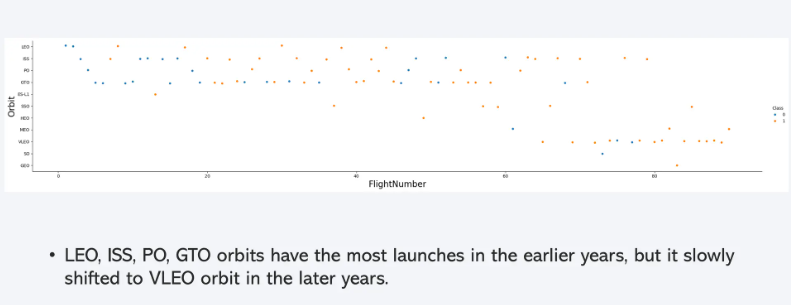 LEO
ISS
PO
GTO
ES-L1
SSO
HEO
MEO
VLEO
SO
GEO
Orbit
0
20
40
60
80
FlightNumber
Class
0
1
• LEO, ISS, PO, GTO orbits have the most launches in the earlier years, but it slowly
shifted to VLEO orbit in the later years.